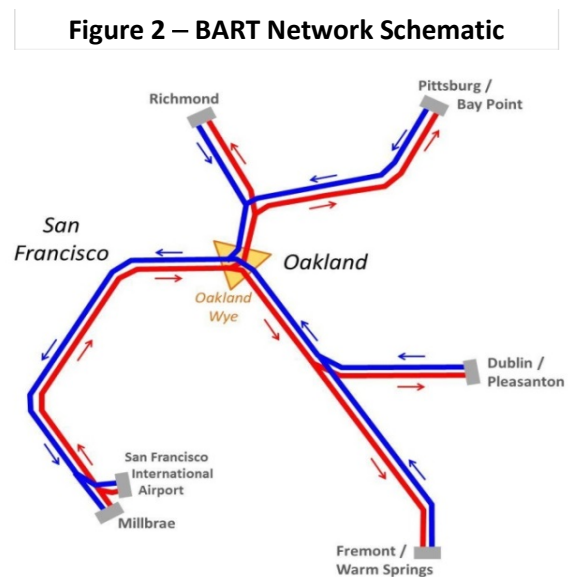 Figure 2 – BART Network Schematic
Richmond
Pittsburg /
Bay Point
San
Francisco
Oakland
Oakland
Wye
Dublin /
Pleasanton
San Francisco
International
Airport
Millbrae
Fremont /
Warm Springs